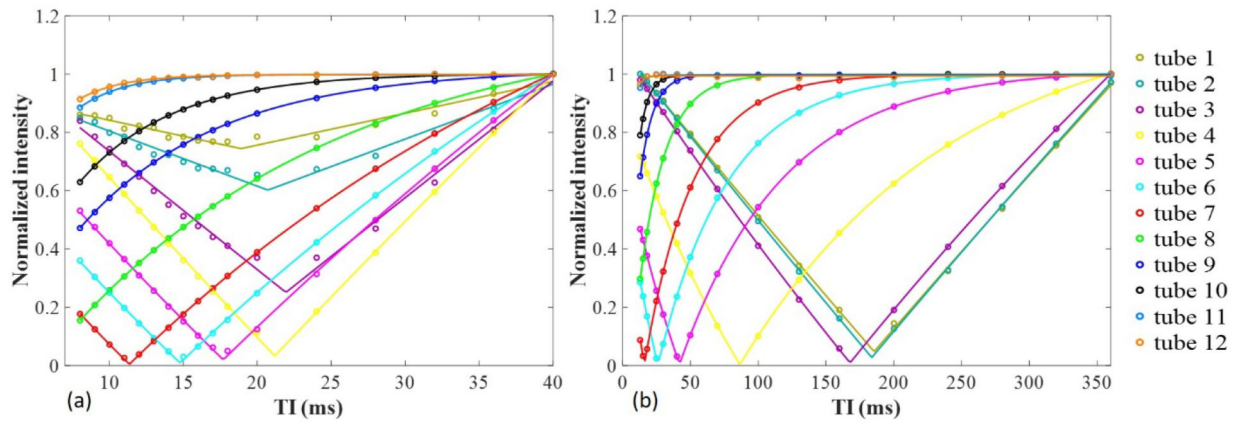 1.2
1
0.8
0.6
0.4
0.2
0
Normalized intensity
10
15
20
25
30
35
40
(a)
TI (ms)
1.2
1
0.8
0.6
0.4
0.2
0
Normalized intensity
0
50
100
150
200
250
300
350
(b)
TI (ms)
tube 1
tube 2
tube 3
tube 4
tube 5
tube 6
tube 7
tube 8
tube 9
tube 10
tube 11
tube 12